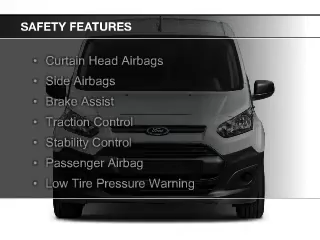 SAFETY FEATURES
• Curtain Head Airbags
• Side Airbags
• Brake Assist
• Traction Control
• Stability Control
• Passenger Airbag
• Low Tire Pressure Warning
Ford